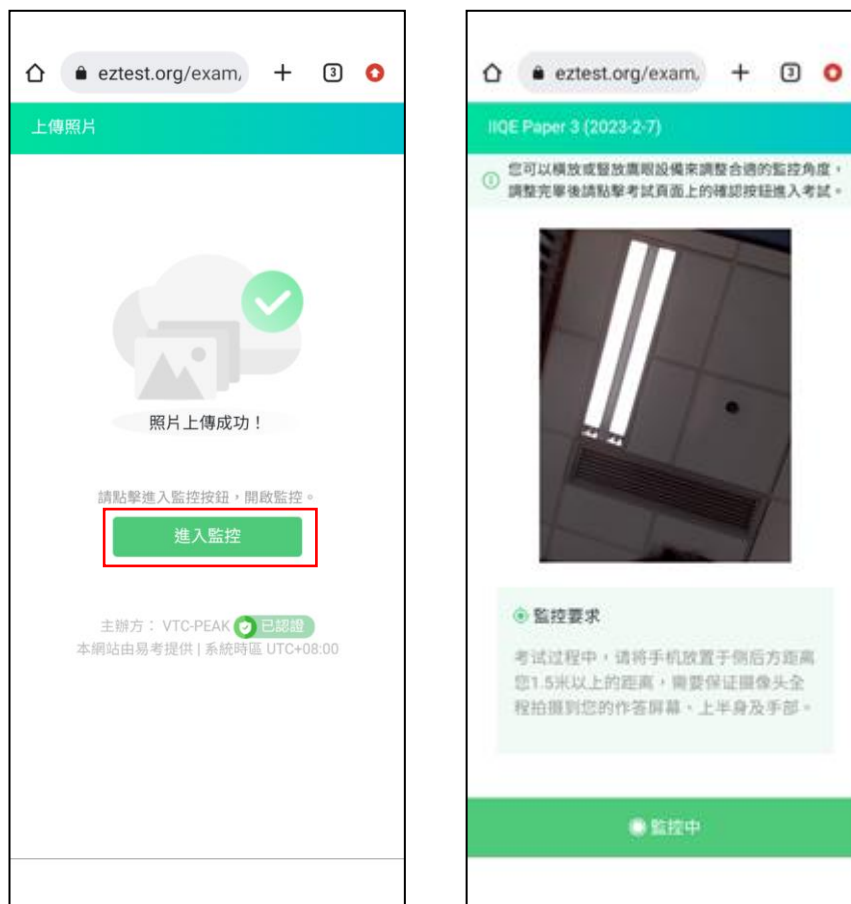 eztest.org/exam,
3
上傳照片
照片上傳成功！
請點擊進入監控按鈕，開啟監控。
進入監控
主辦方： VTC-PEAK 已認證
本網站由易考提供 | 系統時區 UTC+08:00
eztest.org/exam,
3
IIQE Paper 3 (2023-2-7)
您可以橫放或豎放鷹眼設備來調整合適的監控角度，
調整完畢後請點擊考試頁面上的確認按鈕進入考試。
監控要求
考试过程中，请将手机放置于侧后方距离
您1.5米以上的距离，需要保证摄像头全
程拍摄到您的作答屏幕、上半身及手部。
監控中